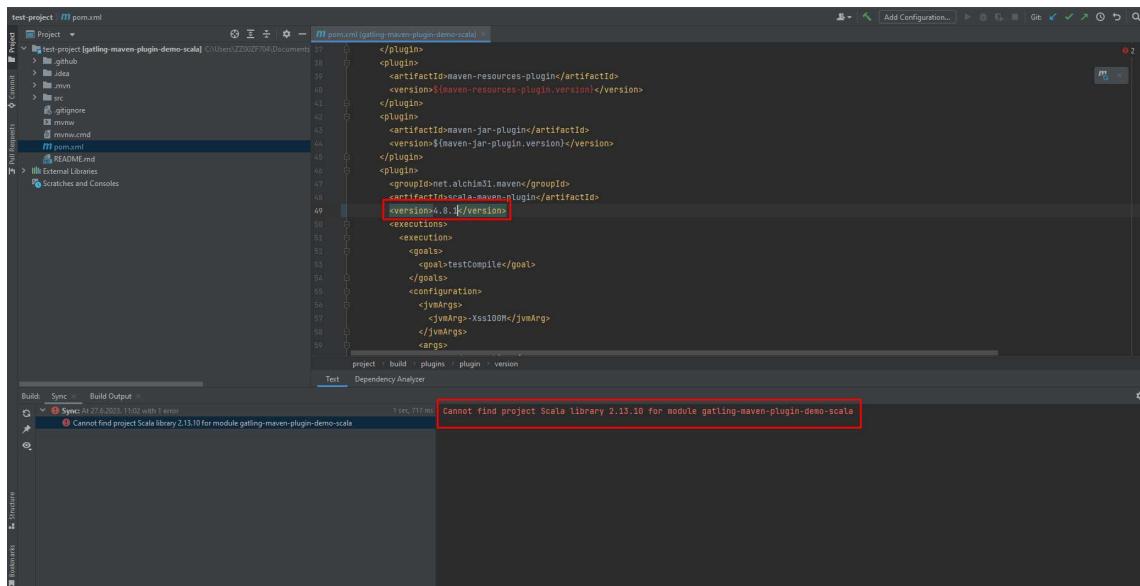 test-project pom.xml
Add Configuration...
Git:
Project
pom.xml (gatling-maven-plugin-demo-scala)
test-project [gatling-maven-plugin-demo-scala] C:\Users\ZZ00ZF704\Documents
.github
.idea
.mvn
src
.gitignore
mvnw
mvnw.cmd
pom.xml
README.md
External Libraries
Scratches and Consoles
Project
Commit
Pull Requests
37 </plugin>
38 <plugin>
39 <artifactId>maven-resources-plugin</artifactId>
40 <version>${maven-resources-plugin.version}</version>
41 </plugin>
42 <plugin>
43 <artifactId>maven-jar-plugin</artifactId>
44 <version>${maven-jar-plugin.version}</version>
45 </plugin>
46 <plugin>
47 <groupId>net.alchim31.maven</groupId>
48 <artifactId>scala-maven-plugin</artifactId>
49 <version>4.8.1</version>
50 <executions>
51 <execution>
52 <goals>
53 <goal>testCompile</goal>
54 </goals>
55 <configuration>
56 <jvmArgs>
57 <jvmArg>-Xss100M</jvmArg>
58 </jvmArgs>
59 <args>
2
project › build › plugins › plugin › version
Text Dependency Analyzer
Build: Sync Build Output
Sync: At 27.6.2023. 11:02 with 1 error 1 sec, 717 ms
Cannot find project Scala library 2.13.10 for module gatling-maven-plugin-demo-scala
Cannot find project Scala library 2.13.10 for module gatling-maven-plugin-demo-scala
Structure
Bookmarks